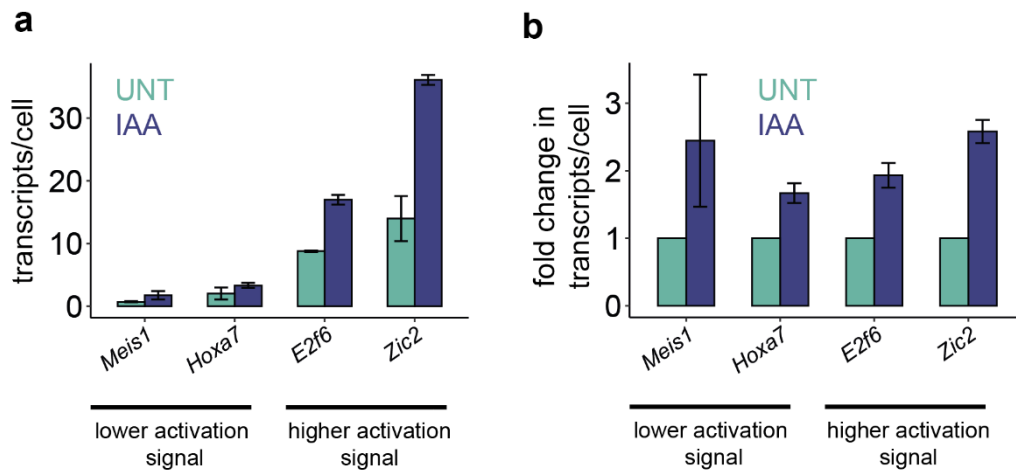 a
transcripts/cell
30
20
10
0
UNT
IAA
Meis1
Hoxa7
E2f6
Zic2
lower activation
signal
higher activation
signal
b
fold change in
transcripts/cell
3
2
1
0
UNT
IAA
Meis1
Hoxa7
E2f6
Zic2
lower activation
signal
higher activation
signal